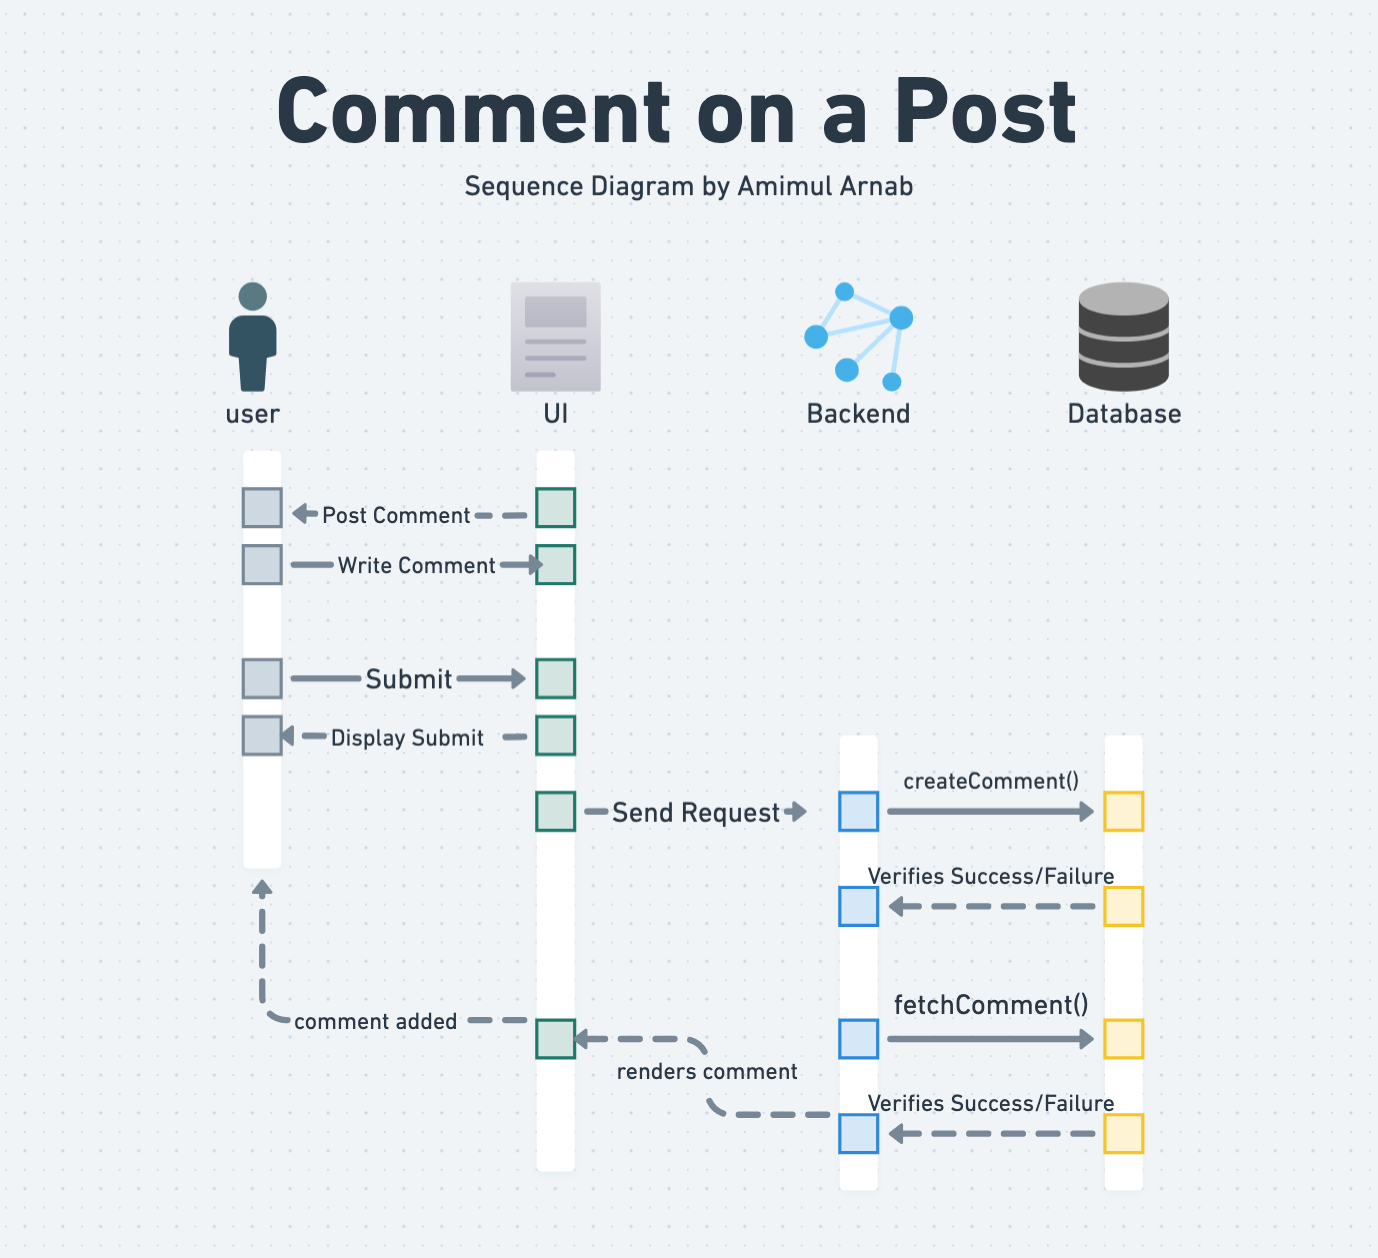 Comment on a Post
Sequence Diagram by Amimul Arnab
user
UI
Backend
Database
Post Comment
Write Comment
Submit
Display Submit
createComment()
Send Request
Verifies Success/Failure
fetchComment()
comment added
renders comment
Verifies Success/Failure